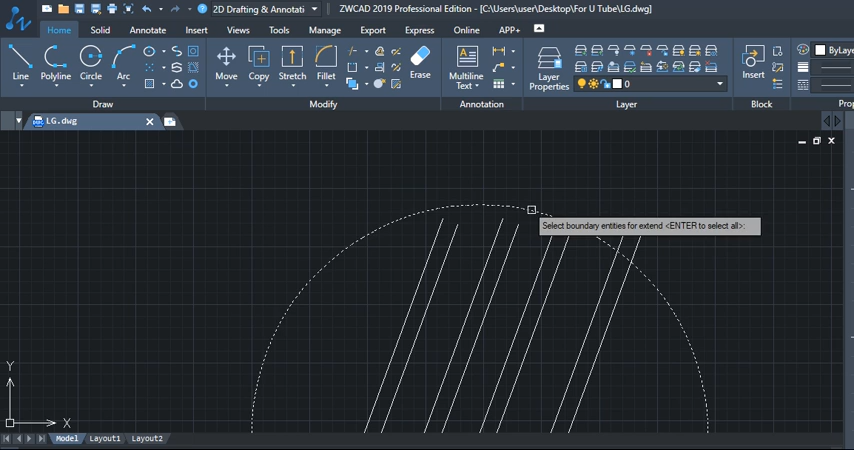 2D Drafting & Annotati
ZWCAD 2019 Professional Edition - [C:\Users\user\Desktop\For U Tube\LG.dwg]
Home Solid Annotate Insert Views Tools Manage Export Express Online APP+
Line Polyline Circle Arc Move Copy Stretch Fillet Erase Multiline Text Layer Properties 0 Insert ByLaye
Draw Modify Annotation Layer Block Prop
LG.dwg
Select boundary entities for extend <ENTER to select all>:
Y
X
Model Layout1 Layout2